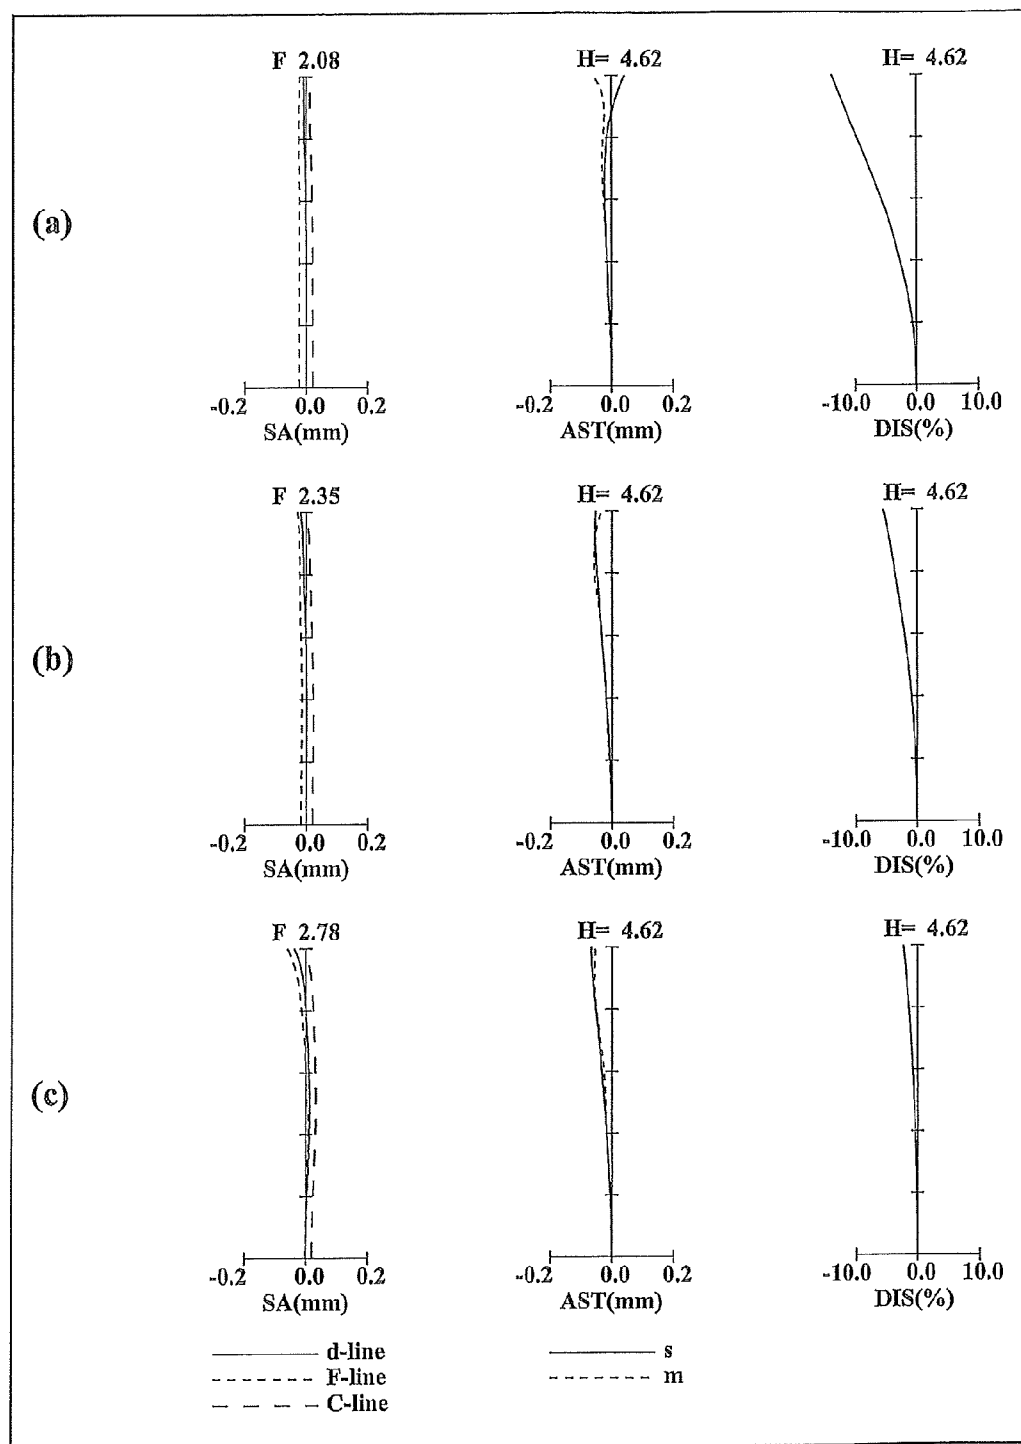 (a)
F 2.08
-0.2 0.0 0.2
SA(mm)
H= 4.62
-0.2 0.0 0.2
AST(mm)
H= 4.62
-10.0 0.0 10.0
DIS(%)
(b)
F 2.35
-0.2 0.0 0.2
SA(mm)
H= 4.62
-0.2 0.0 0.2
AST(mm)
H= 4.62
-10.0 0.0 10.0
DIS(%)
(c)
F 2.78
-0.2 0.0 0.2
SA(mm)
H= 4.62
-0.2 0.0 0.2
AST(mm)
H= 4.62
-10.0 0.0 10.0
DIS(%)
d-line
F-line
C-line
s
m